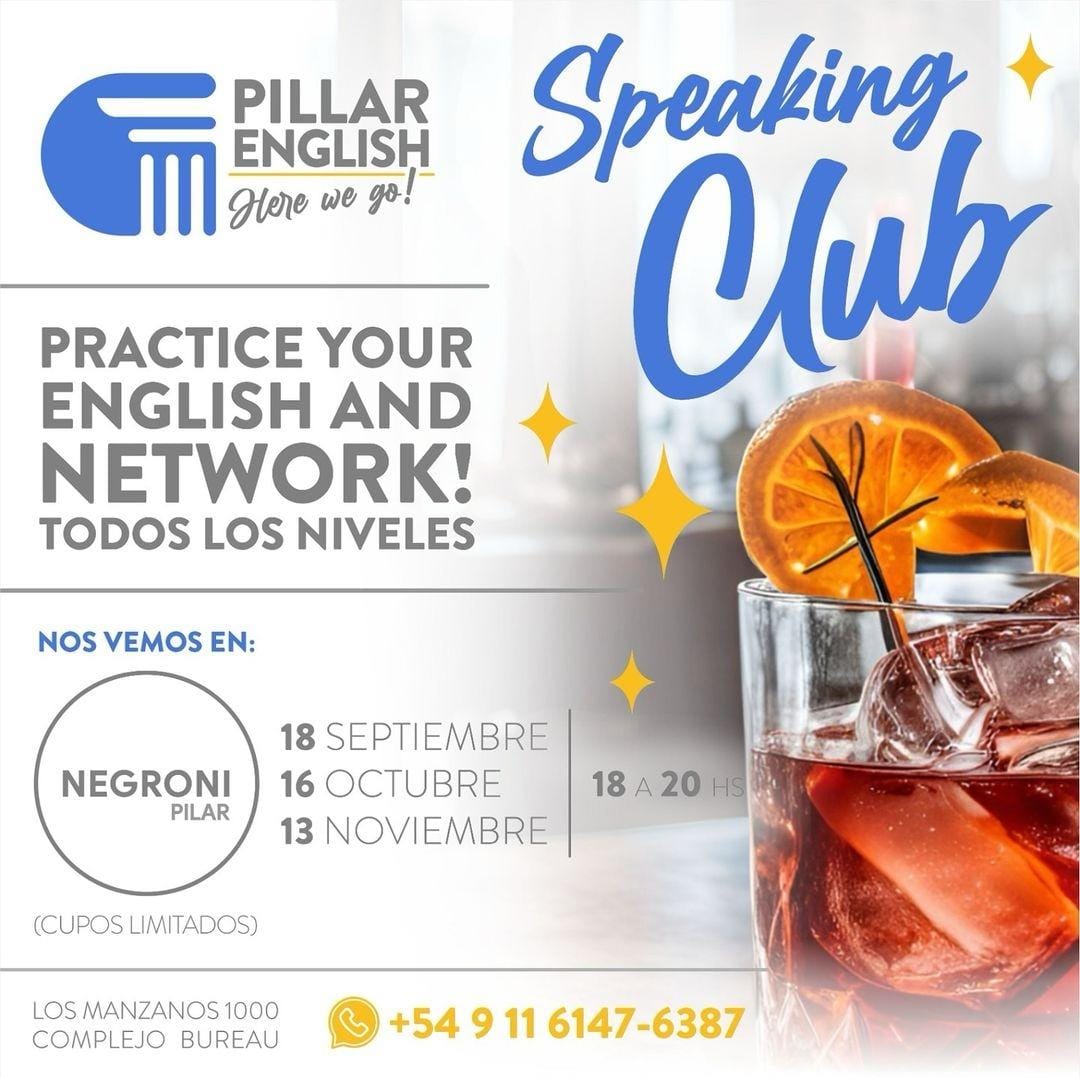 PILLAR
ENGLISH
Here we go!
Speaking
Club
PRACTICE YOUR
ENGLISH AND
NETWORK!
TODOS LOS NIVELES
NOS VEMOS EN:
NEGRONI
PILAR
18 SEPTIEMBRE
16 OCTUBRE
13 NOVIEMBRE
18 A 20 HS
(CUPOS LIMITADOS)
LOS MANZANOS 1000
COMPLEJO BUREAU
+54 9 11 6147-6387